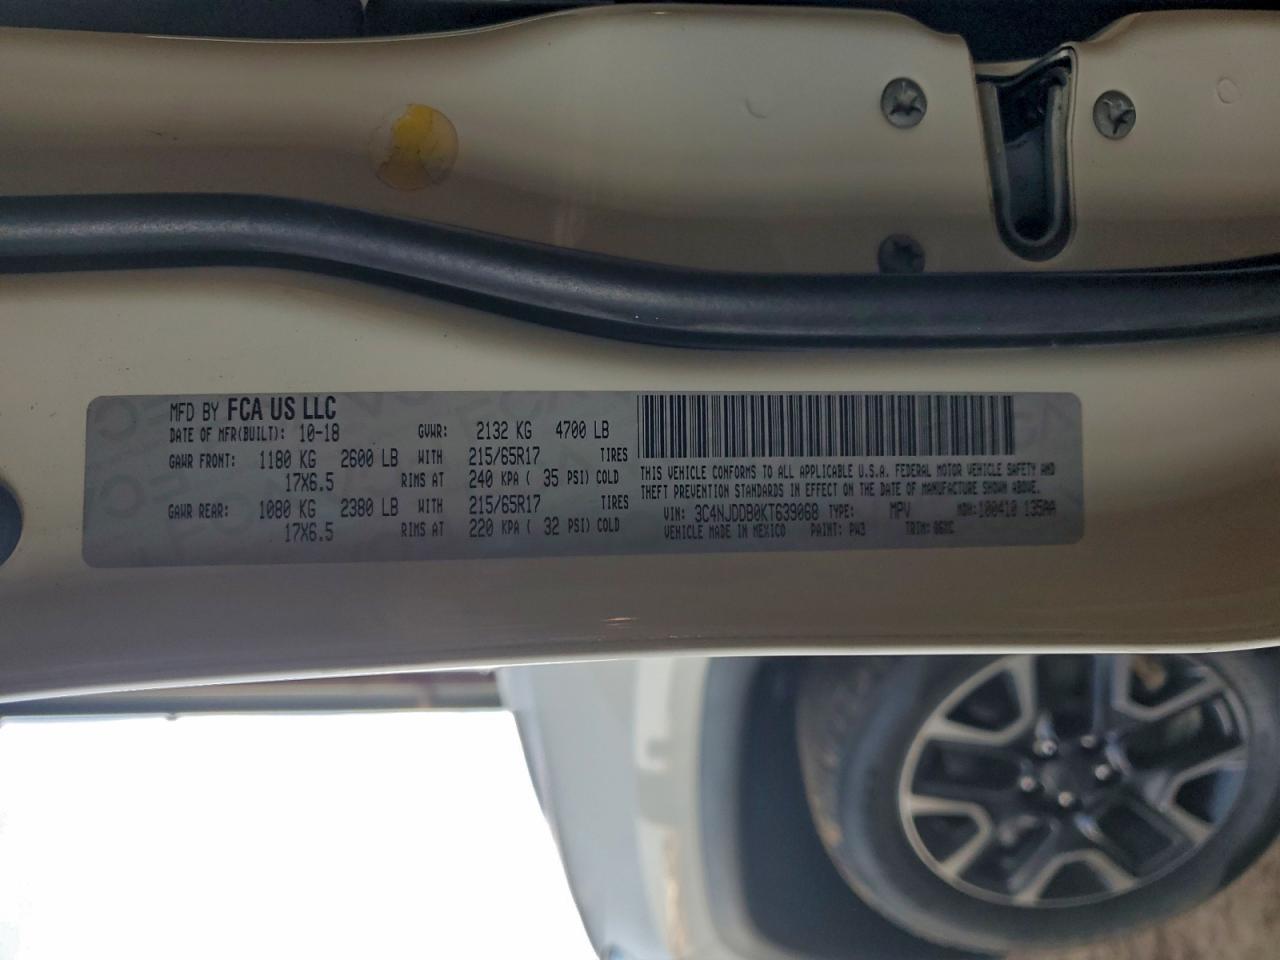 MFD BY FCA US LLC
DATE OF MFR(BUILT): 10-18 GVWR: 2132 KG 4700 LB
GAWR FRONT: 1180 KG 2600 LB WITH 215/65R17 TIRES
17X6.5 RIMS AT 240 KPA ( 35 PSI) COLD
GAWR REAR: 1080 KG 2380 LB WITH 215/65R17 TIRES
17X6.5 RIMS AT 220 KPA ( 32 PSI) COLD
THIS VEHICLE CONFORMS TO ALL APPLICABLE U.S.A. FEDERAL MOTOR VEHICLE SAFETY AND
THEFT PREVENTION STANDARDS IN EFFECT ON THE DATE OF MANUFACTURE SHOWN ABOVE.
VIN: 3C4NJDDB0KT639068 TYPE: MPV MDH: 100410 135AA
VEHICLE MADE IN MEXICO PAINT: PW3 TRIM: